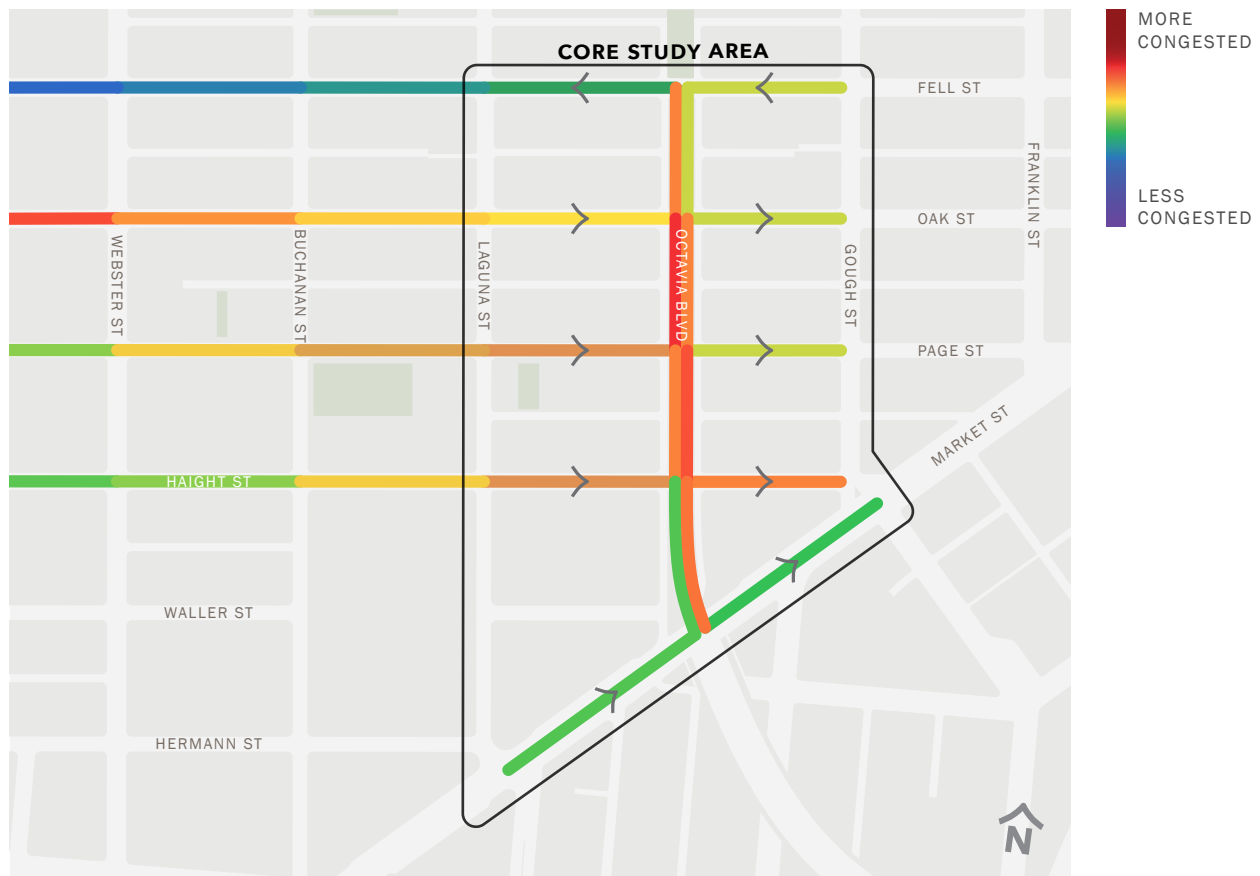 MORE
CONGESTED
CORE STUDY AREA
FELL ST
FRANKLIN ST
LESS
CONGESTED
OAK ST
WEBSTER ST
BUCHANAN ST
LAGUNA ST
OCTAVIA BLVD
GOUGH ST
PAGE ST
MARKET ST
HAIGHT ST
WALLER ST
HERMANN ST
N